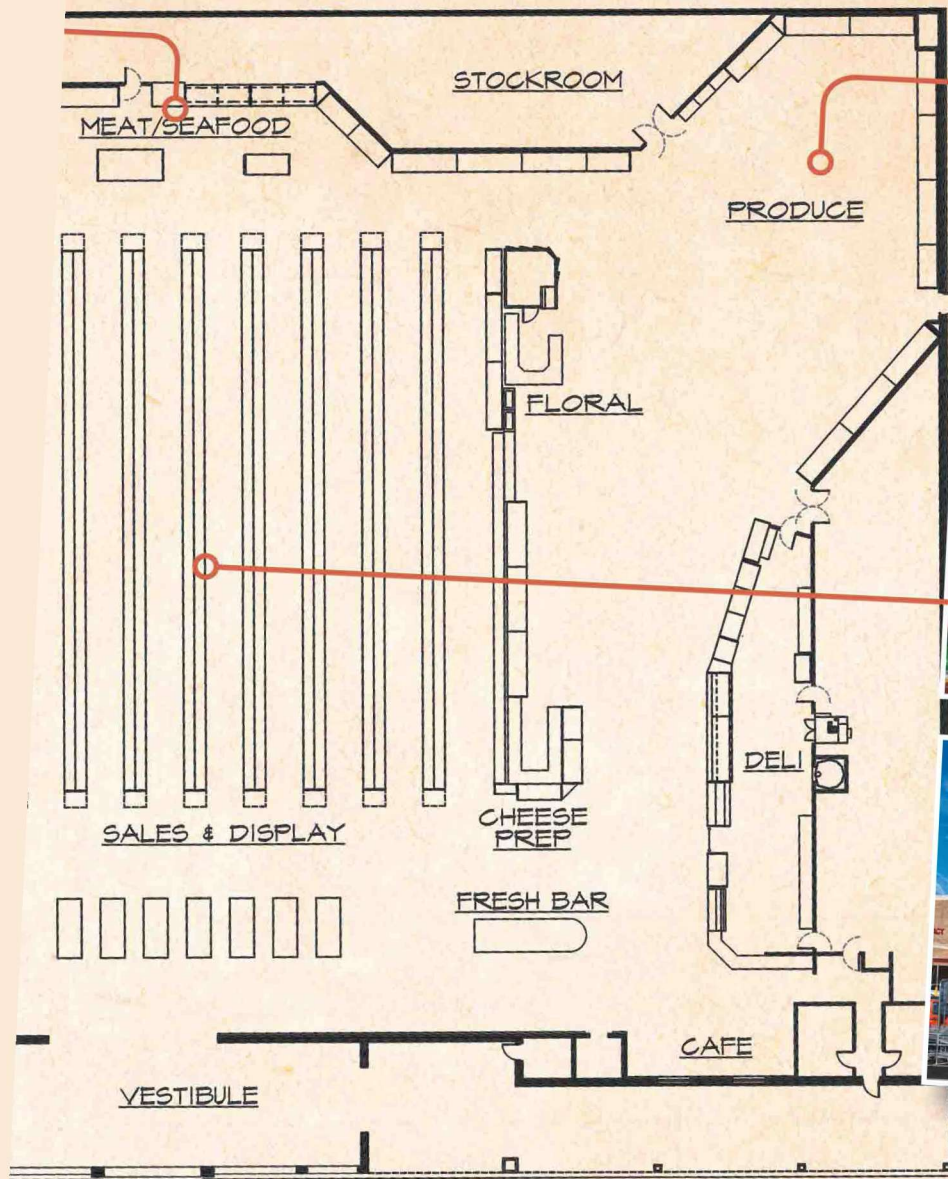 STOCKROOM
MEAT/SEAFOOD
PRODUCE
FLORAL
DELI
SALES & DISPLAY
CHEESE
PREP
FRESH BAR
CAFE
VESTIBULE